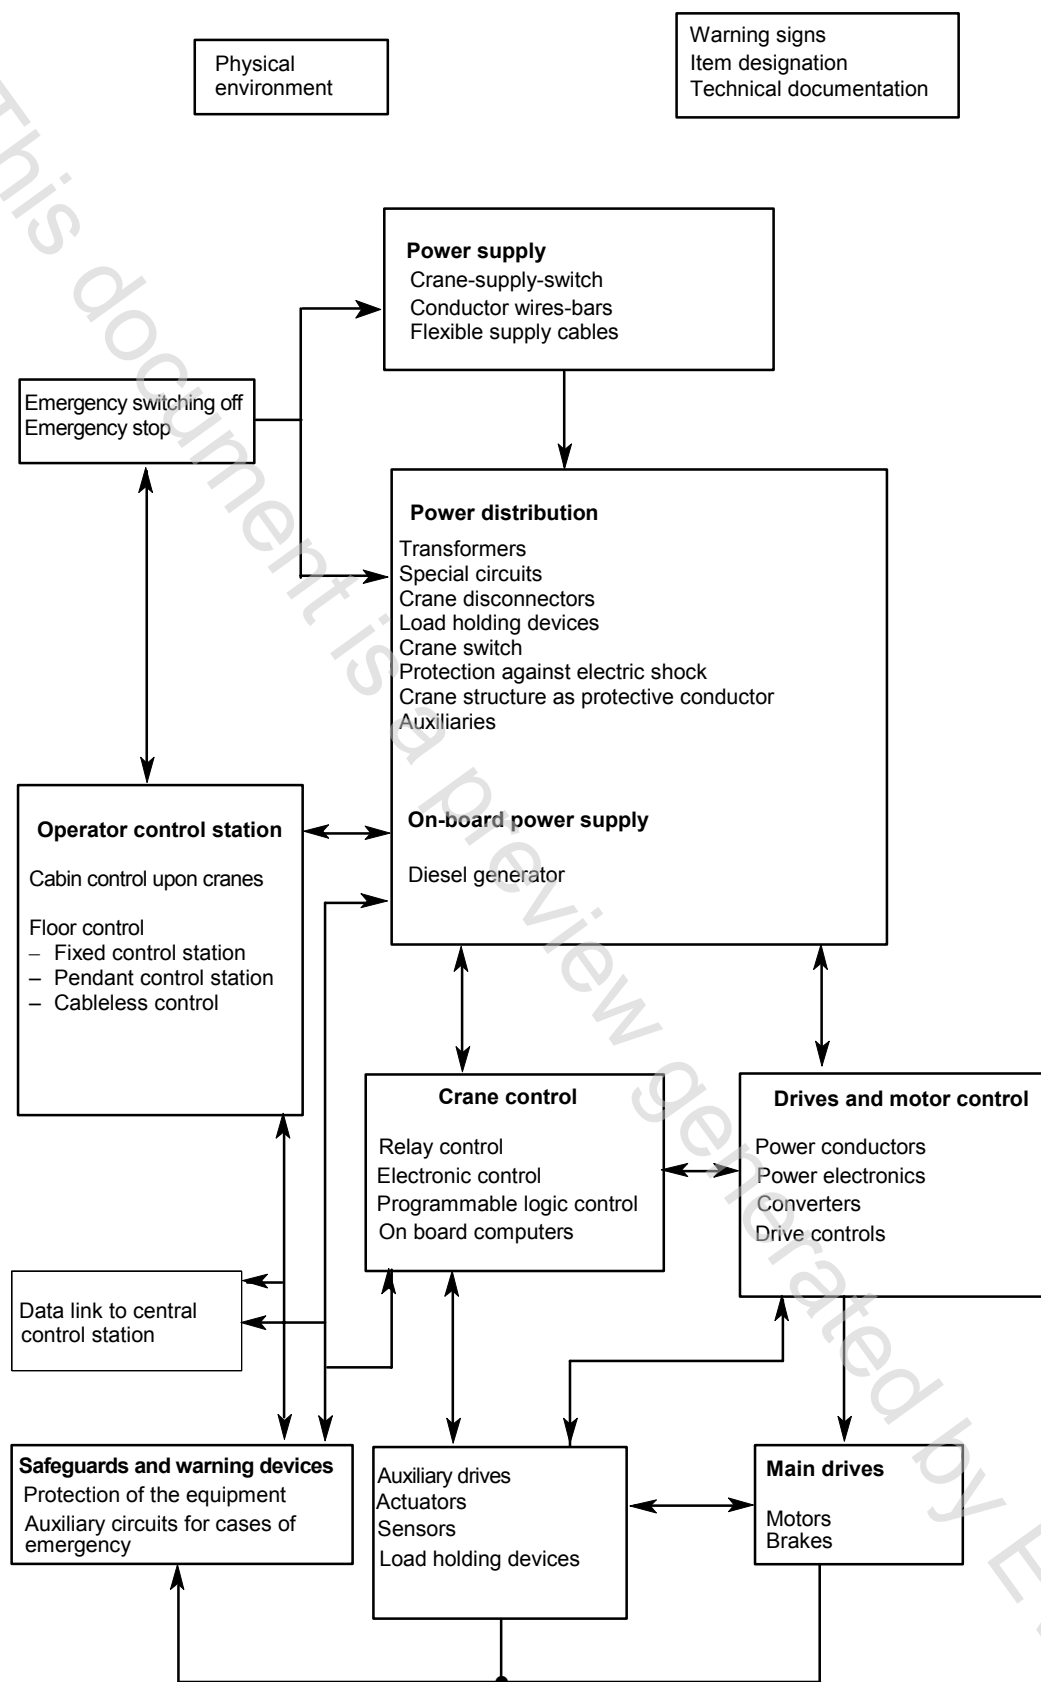 Physical
environment
Warning signs
Item designation
Technical documentation
Power supply
Crane-supply-switch
Conductor wires-bars
Flexible supply cables
Emergency switching off
Emergency stop
Power distribution
Transformers
Special circuits
Crane disconnectors
Load holding devices
Crane switch
Protection against electric shock
Crane structure as protective conductor
Auxiliaries
On-board power supply
Diesel generator
Operator control station
Cabin control upon cranes
Floor control
– Fixed control station
– Pendant control station
– Cableless control
Crane control
Relay control
Electronic control
Programmable logic control
On board computers
Drives and motor control
Power conductors
Power electronics
Converters
Drive controls
Data link to central
control station
Safeguards and warning devices
Protection of the equipment
Auxiliary circuits for cases of
emergency
Auxiliary drives
Actuators
Sensors
Load holding devices
Main drives
Motors
Brakes
This document is a preview generated by